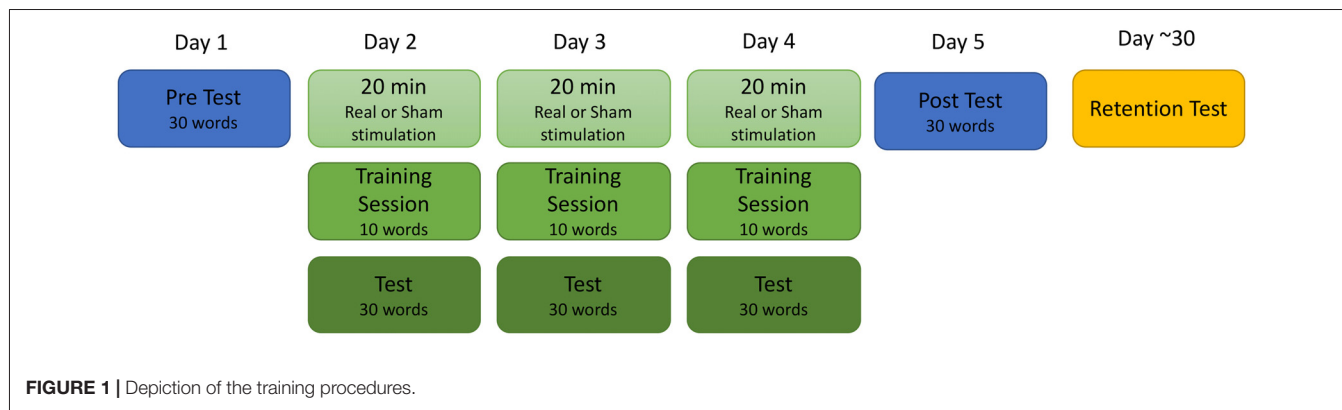 Day 1
Day 2
Day 3
Day 4
Day 5
Day ~30
Pre Test
30 words
20 min
Real or Sham
stimulation
20 min
Real or Sham
stimulation
20 min
Real or Sham
stimulation
Post Test
30 words
Retention Test
Training
Session
10 words
Training
Session
10 words
Training
Session
10 words
Test
30 words
Test
30 words
Test
30 words
FIGURE 1 | Depiction of the training procedures.